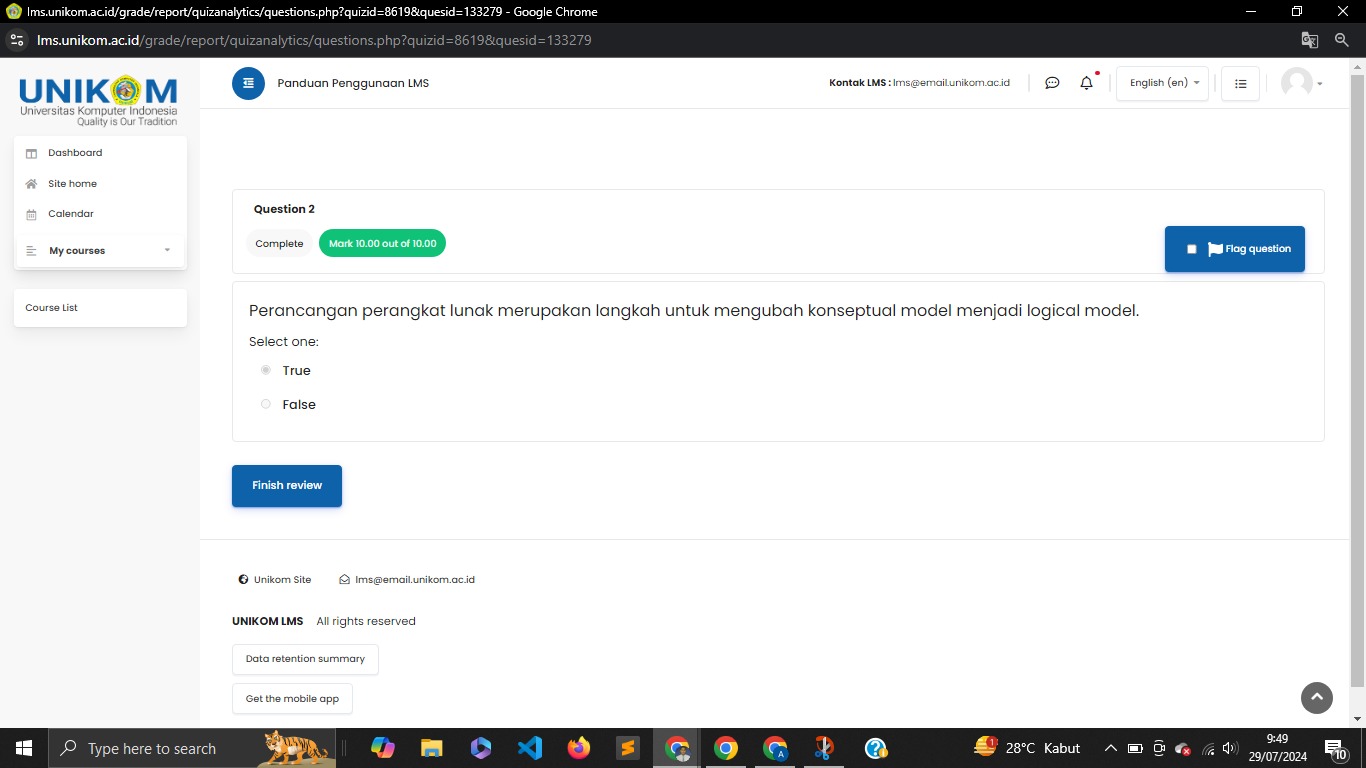 lms.unikom.ac.id/grade/report/quizanalytics/questions.php?quizid=8619&quesid=133279 - Google Chrome
lms.unikom.ac.id/grade/report/quizanalytics/questions.php?quizid=8619&quesid=133279
UNIKOM
Universitas Komputer Indonesia
Quality is Our Tradition
Panduan Penggunaan LMS
Kontak LMS : lms@email.unikom.ac.id
English (en)
Dashboard
Site home
Calendar
My courses
Course List
Question 2
Complete
Mark 10.00 out of 10.00
Flag question
Perancangan perangkat lunak merupakan langkah untuk mengubah konseptual model menjadi logical model.
Select one:
True
False
Finish review
Unikom Site
lms@email.unikom.ac.id
UNIKOM LMS All rights reserved
Data retention summary
Get the mobile app
Type here to search
1
28°C Kabut
9:49
29/07/2024
10